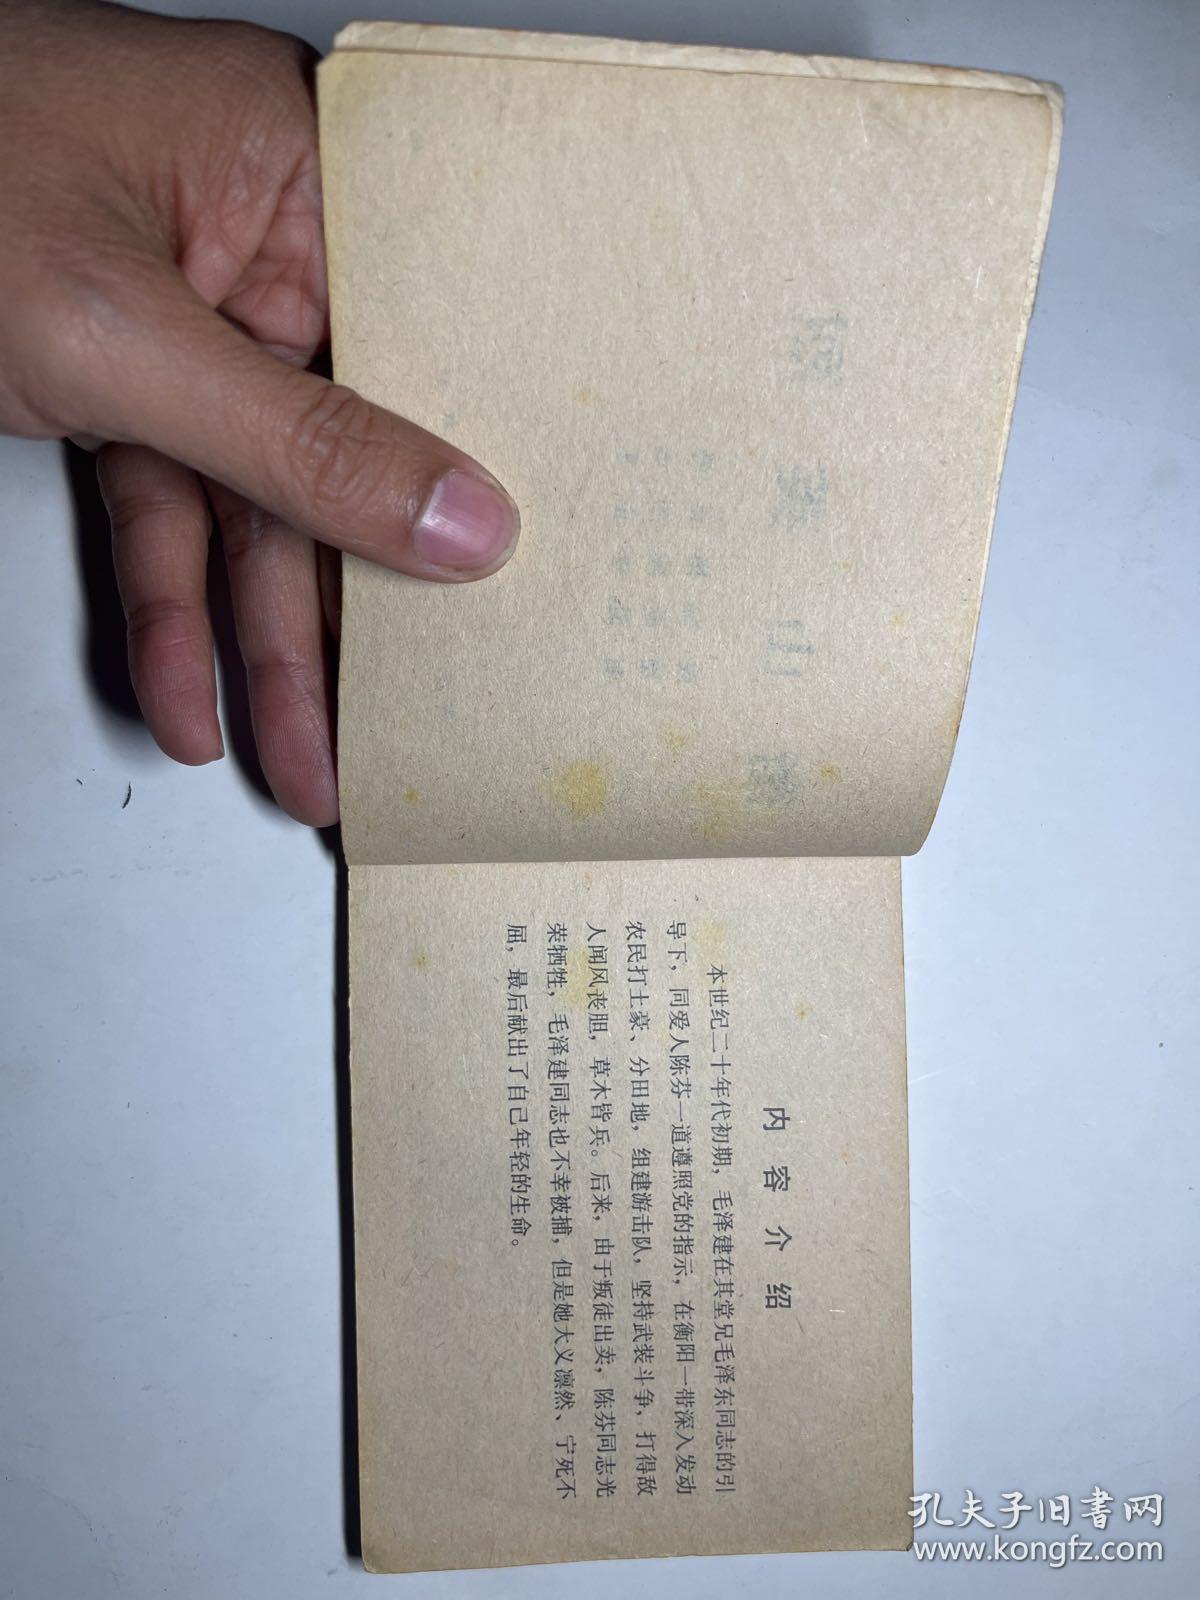 内容介绍
本世纪二十年代初期，毛泽建在其堂兄毛泽东同志的引
导下，同爱人陈芬一道遵照党的指示，在衡阳一带深入发动
农民打土豪、分田地，组建游击队，坚持武装斗争，打得敌
人闻风丧胆，草木皆兵。后来，由于叛徒出卖，陈芬同志光
荣牺牲，毛泽建同志也不幸被捕，但是她大义凛然、宁死不
屈，最后献出了自己年轻的生命。
孔夫子旧书网
www.kongfz.com